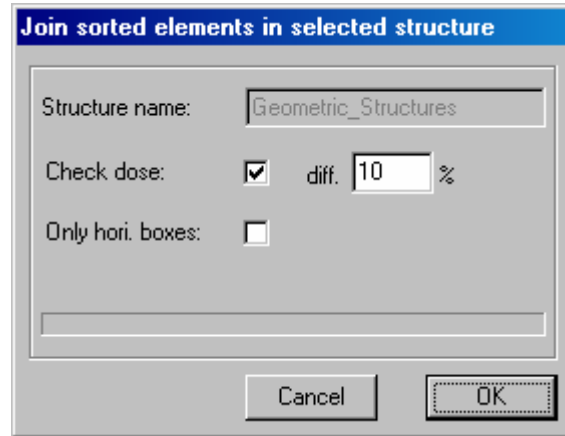 Join sorted elements in selected structure
Structure name: Geometric_Structures
Check dose: diff. 10 %
Only hori. boxes:
Cancel OK